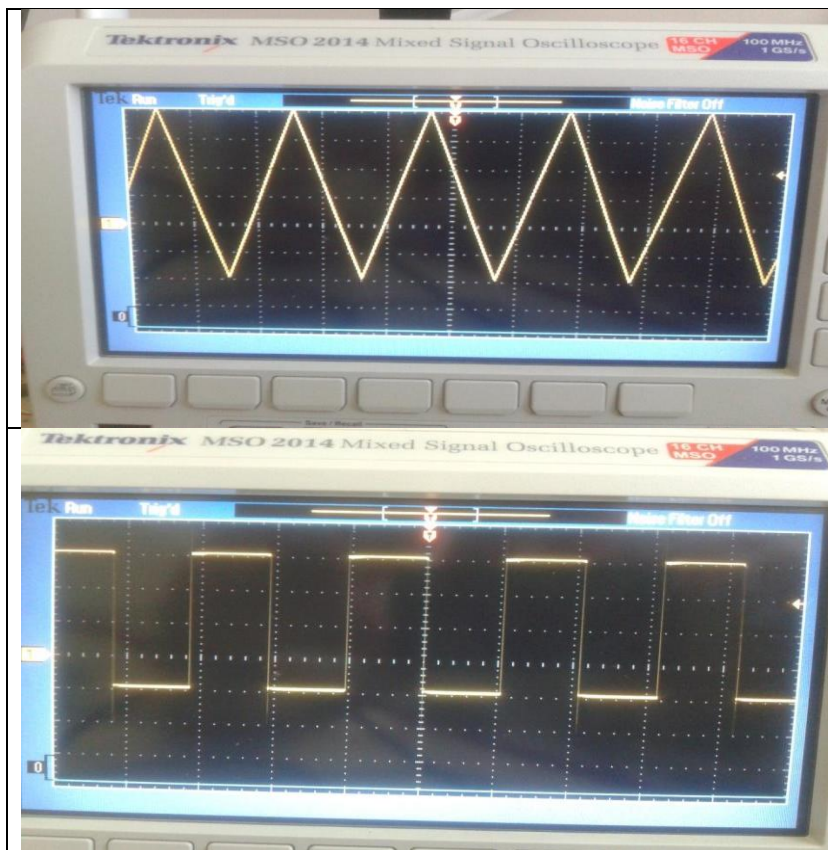 Tektronix MSO 2014 Mixed Signal Oscilloscope 16 CH MSO 100 MHz 1 GS/s
Tek Run Trig'd Noise Filter Off
1
0
Save / Recall
Tektronix MSO 2014 Mixed Signal Oscilloscope 16 CH MSO 100 MHz 1 GS/s
Tek Run Trig'd Noise Filter Off
1
0